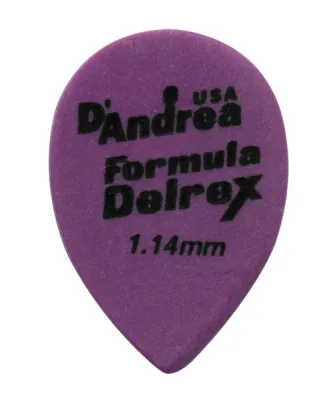 USA
D'Andrea
Formula
Delrex
1.14mm